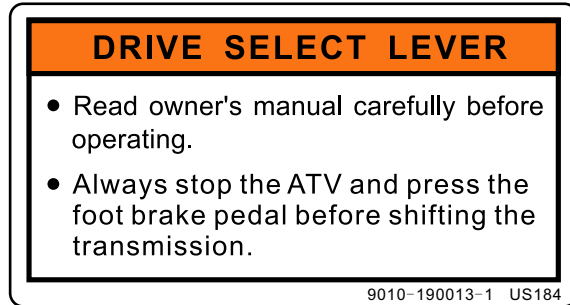 DRIVE SELECT LEVER
• Read owner's manual carefully before
operating.
• Always stop the ATV and press the
foot brake pedal before shifting the
transmission.
9010-190013-1 US184